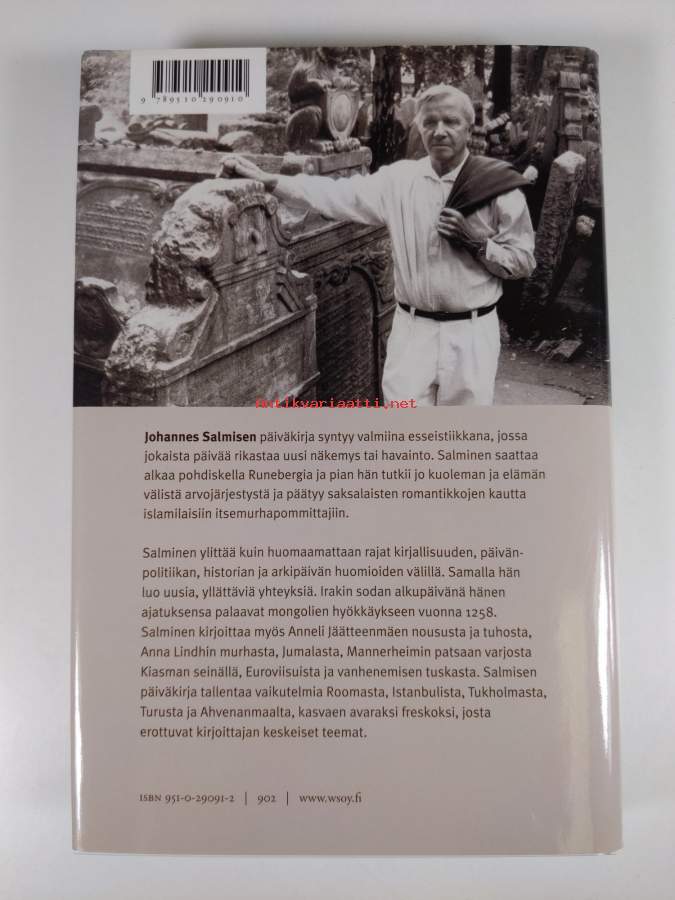 9 789510 290910
antikvariaatti.net
Johannes Salmisen päiväkirja syntyy valmiina esseistiikkana, jossa
jokaista päivää rikastaa uusi näkemys tai havainto. Salminen saattaa
alkaa pohdiskella Runebergia ja pian hän tutkii jo kuoleman ja elämän
välistä arvojärjestystä ja päätyy saksalaisten romantikkojen kautta
islamilaisiin itsemurhapommittajiin.
Salminen ylittää kuin huomaamattaan rajat kirjallisuuden, päivän-
politiikan, historian ja arkipäivän huomioiden välillä. Samalla hän
luo uusia, yllättäviä yhteyksiä. Irakin sodan alkupäivänä hänen
ajatuksensa palaavat mongolien hyökkäykseen vuonna 1258.
Salminen kirjoittaa myös Anneli Jäätteenmäen noususta ja tuhosta,
Anna Lindhin murhasta, Jumalasta, Mannerheimin patsaan varjosta
Kiasman seinällä, Euroviisuista ja vanhenemisen tuskasta. Salmisen
päiväkirja tallentaa vaikutelmia Roomasta, Istanbulista, Tukholmasta,
Turusta ja Ahvenanmaalta, kasvaen avaraksi freskoksi, josta
erottuvat kirjoittajan keskeiset teemat.
ISBN 951-0-29091-2 | 902 | www.wsoy.fi